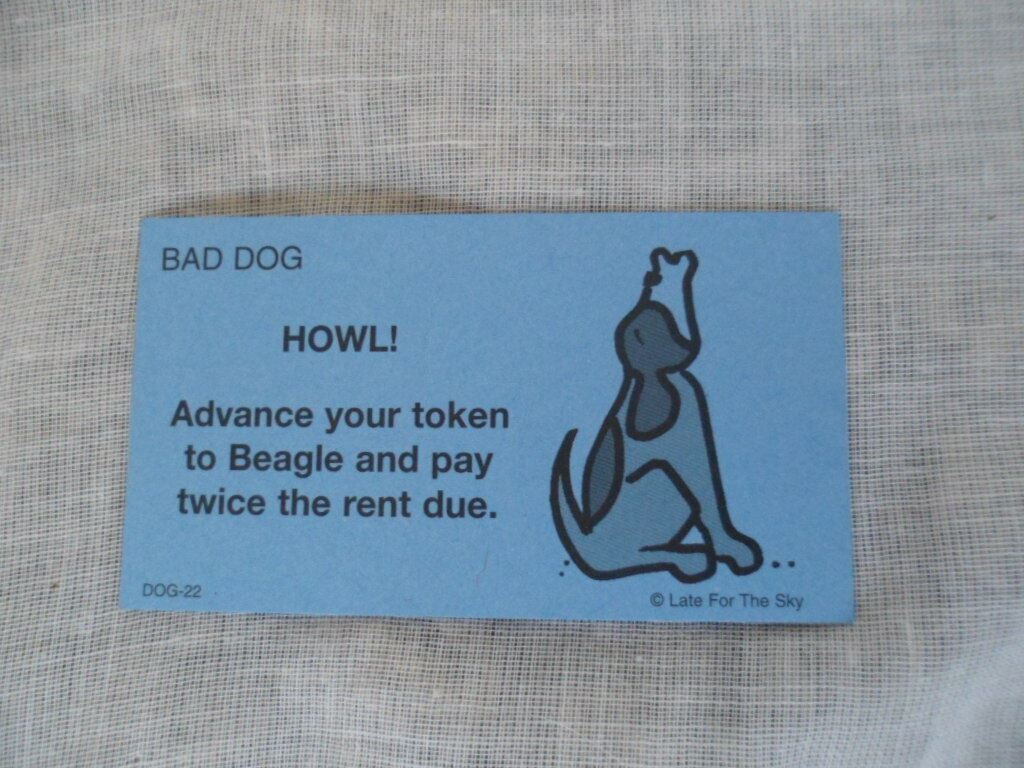 BAD DOG
HOWL!
Advance your token
to Beagle and pay
twice the rent due.
DOG-22
© Late For The Sky